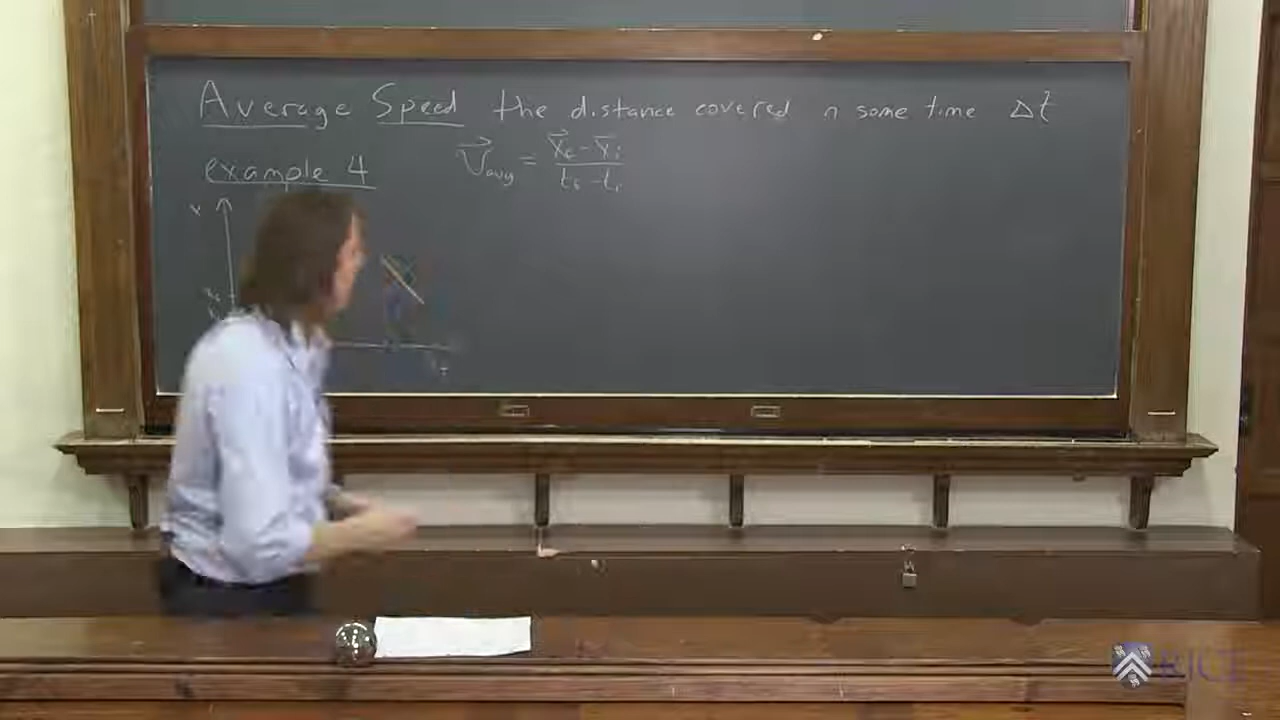 Average Speed the distance covered n some time Δt
example 4
V⃗avg = (X⃗f - X⃗i)/(tf - ti)
x
RICE